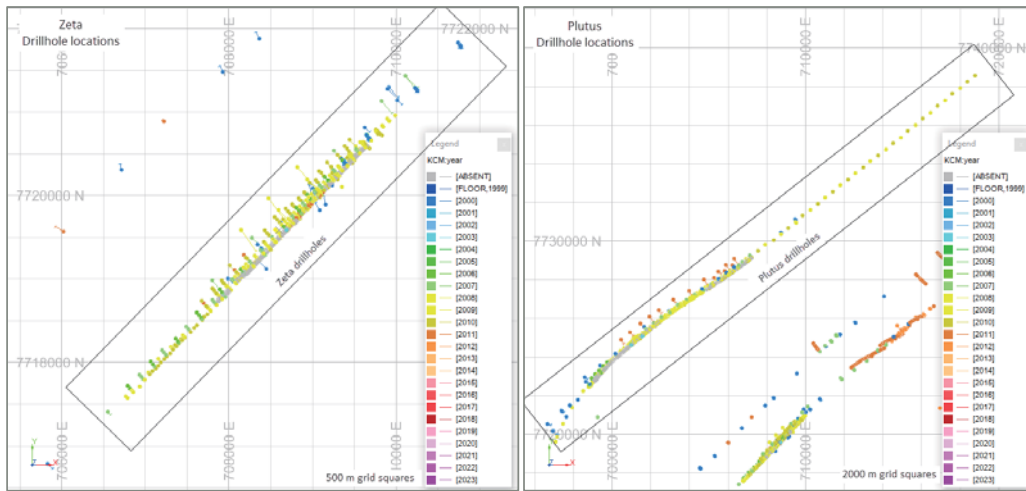 Zeta
Drillhole locations
706
708000 E
710000 E
7722000 N
7720000 N
7718000 N
Zeta drillholes
708000 E
710000 E
Y
Z
X
500 m grid squares
Legend
KCM:year
[ABSENT]
[FLOOR,1999]
[2000]
[2001]
[2002]
[2003]
[2004]
[2005]
[2006]
[2007]
[2008]
[2009]
[2010]
[2011]
[2012]
[2013]
[2014]
[2015]
[2016]
[2017]
[2018]
[2019]
[2020]
[2021]
[2022]
[2023]
Plutus
Drillhole locations
700
710000 E
7730000 N
Plutus drillholes
710000 E
Y
Z
X
2000 m grid squares
Legend
KCM:year
[ABSENT]
[FLOOR,1999]
[2000]
[2001]
[2002]
[2003]
[2004]
[2005]
[2006]
[2007]
[2008]
[2009]
[2010]
[2011]
[2012]
[2013]
[2014]
[2015]
[2016]
[2017]
[2018]
[2019]
[2020]
[2021]
[2022]
[2023]